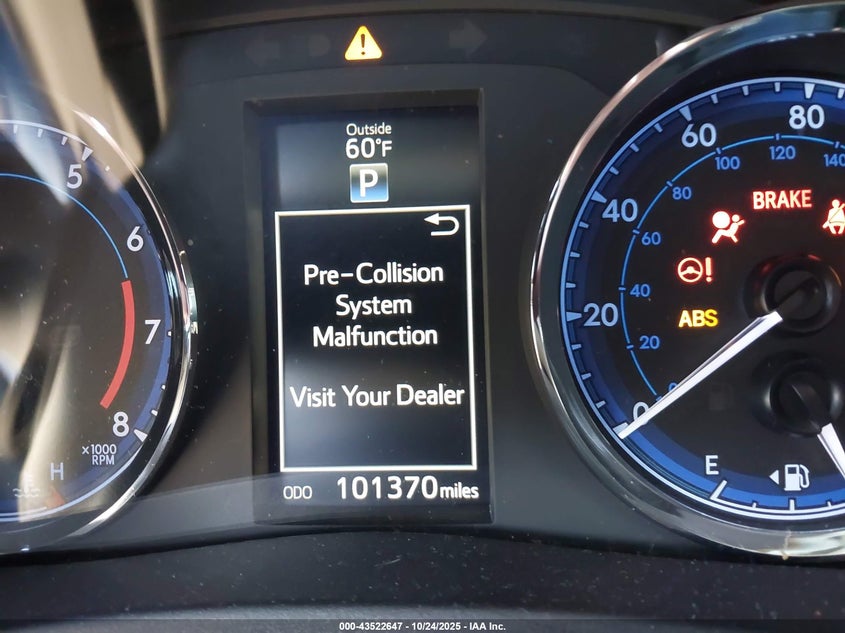 Outside
60°F
P
Pre-Collision
System
Malfunction
Visit Your Dealer
ODO 101370 miles
5
6
7
8
×1000
RPM
H
80
60
40
20
0
100
120
140
80
60
40
20
BRAKE
ABS
E
000-43522647 - 10/24/2025 - IAA Inc.